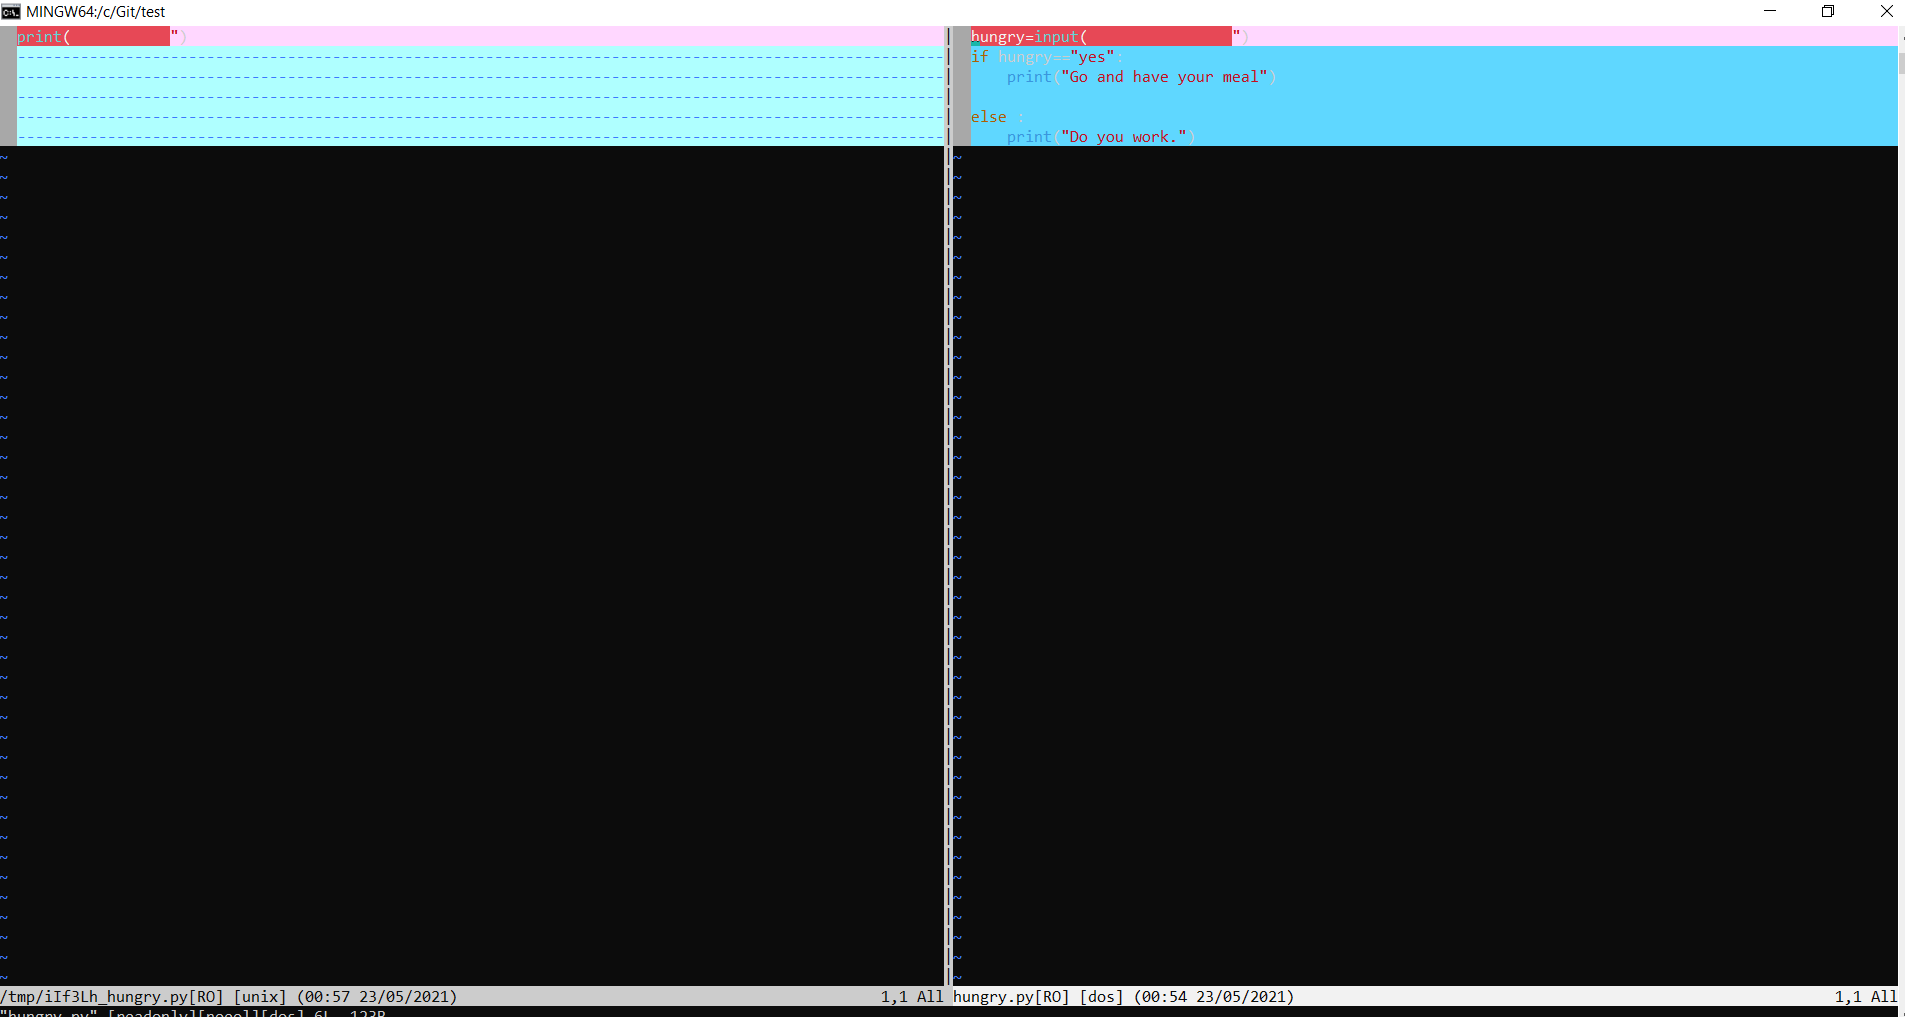 MINGW64:/c/Git/test
print( ")
hungry=input( ")
if hungry=="yes":
print("Go and have your meal")
else :
print("Do you work.")
/tmp/iIf3Lh_hungry.py[RO] [unix] (00:57 23/05/2021) 1,1 All
hungry.py[RO] [dos] (00:54 23/05/2021) 1,1 All
"hungry.py" [readonly][noeol][dos] 6L, 123B